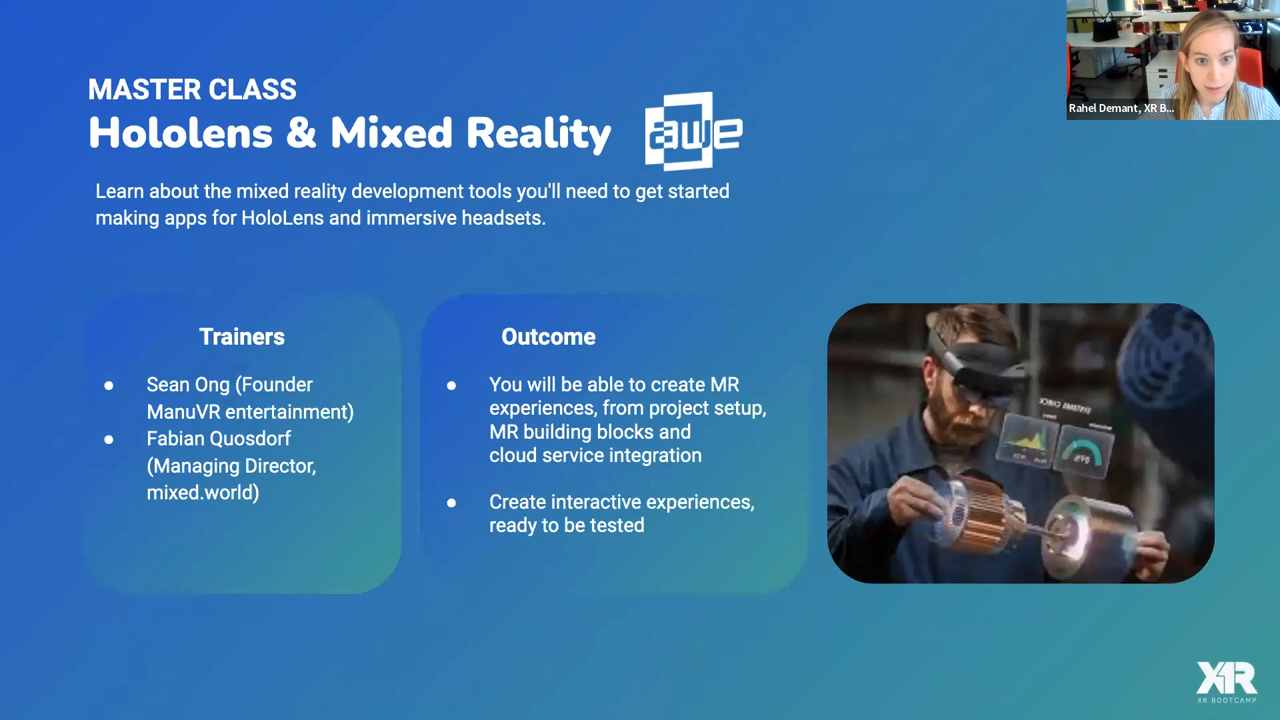 MASTER CLASS
Hololens & Mixed Reality
awe
Learn about the mixed reality development tools you'll need to get started
making apps for HoloLens and immersive headsets.
Rahel Demant, XR B...
Trainers
● Sean Ong (Founder
ManuVR entertainment)
● Fabian Quosdorf
(Managing Director,
mixed.world)
Outcome
● You will be able to create MR
experiences, from project setup,
MR building blocks and
cloud service integration
● Create interactive experiences,
ready to be tested
XR
XR BOOTCAMP